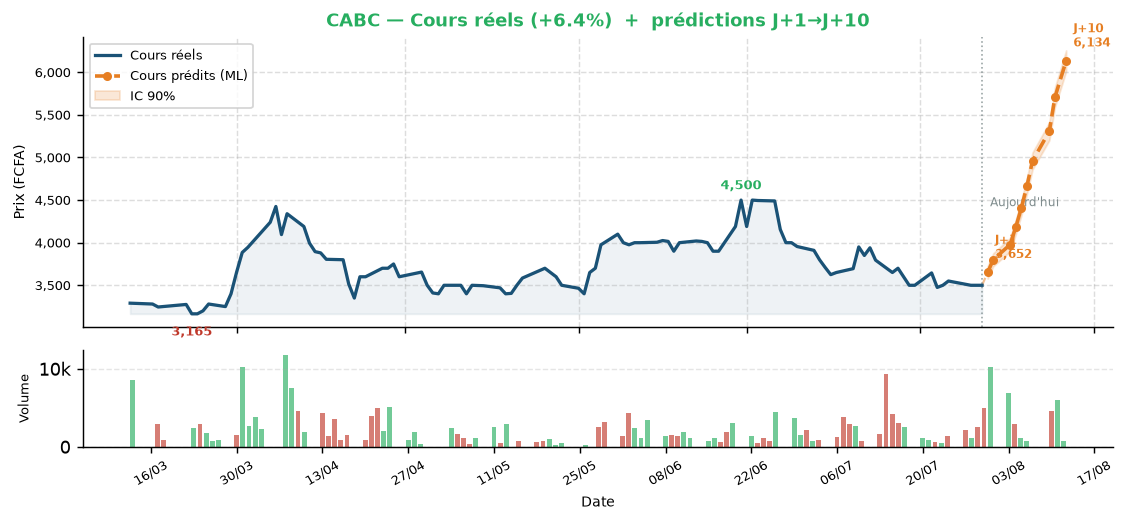 CABC — Cours réels (+6.4%)  +  prédictions J+1→J+10
Cours réels
Cours prédits (ML)
IC 90%
J+10
6,134
Prix (FCFA)
6,000
5,500
5,000
4,500
4,000
3,500
4,500
3,165
Aujourd'hui
J+
3,652
Volume
10k
0
16/03
30/03
13/04
27/04
11/05
25/05
08/06
22/06
06/07
20/07
03/08
17/08
Date